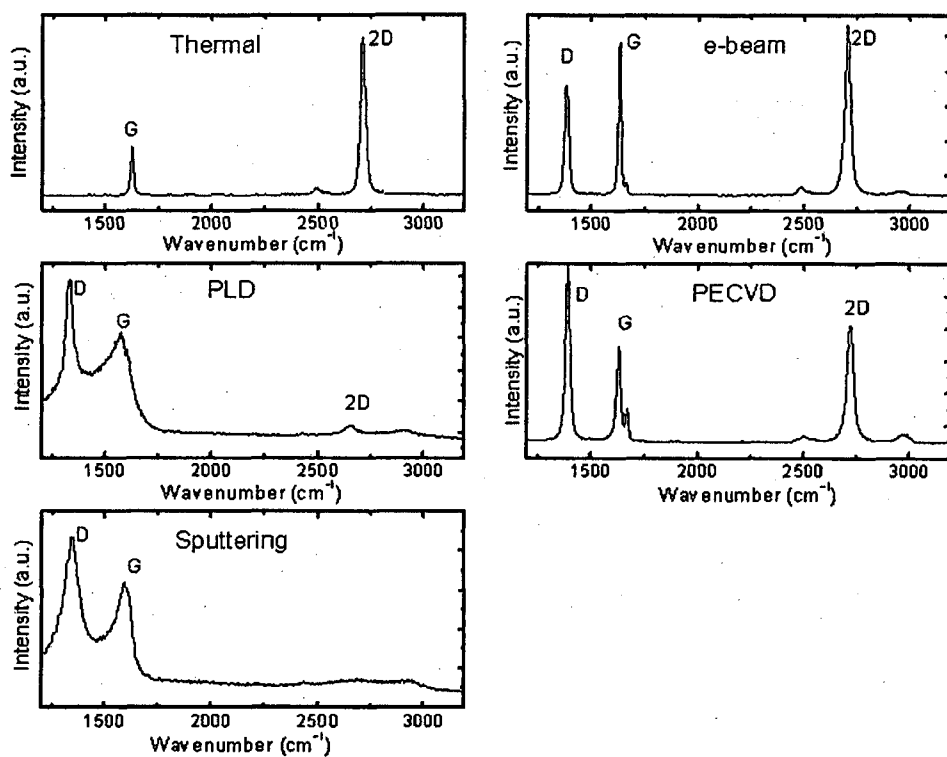 Thermal
2D
G
Intensity (a.u.)
1500 2000 2500 3000
Wavenumber (cm⁻¹)
e-beam
D
G
2D
Intensity (a.u.)
1500 2000 2500 3000
Wavenumber (cm⁻¹)
PLD
D
G
2D
Intensity (a.u.)
1500 2000 2500 3000
Wavenumber (cm⁻¹)
PECVD
D
G
2D
Intensity (a.u.)
1500 2000 2500 3000
Wavenumber (cm⁻¹)
Sputtering
D
G
Intensity (a.u.)
1500 2000 2500 3000
Wavenumber (cm⁻¹)